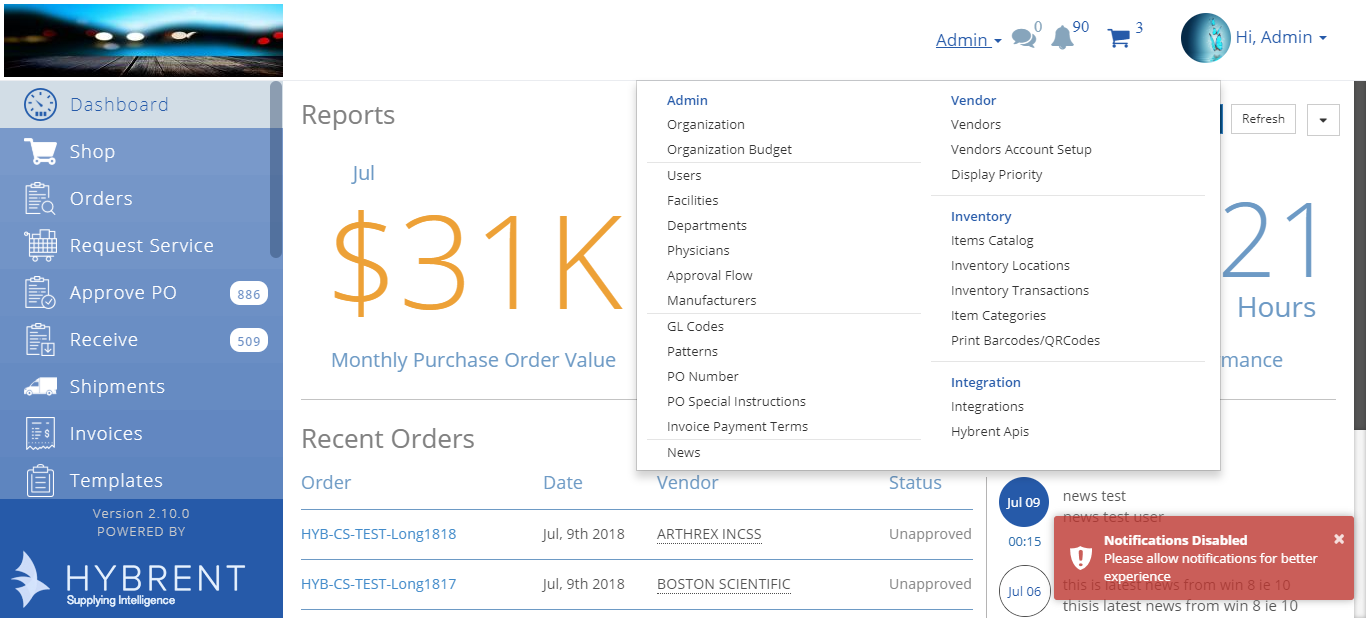 Admin
0
90
3
Hi, Admin
Dashboard
Shop
Orders
Request Service
Approve PO 886
Receive 509
Shipments
Invoices
Templates
Version 2.10.0
POWERED BY
HYBRENT
Supplying Intelligence
Reports
Refresh
Jul
$31K
Monthly Purchase Order Value
21
Hours
mance
Admin
Organization
Organization Budget
Users
Facilities
Departments
Physicians
Approval Flow
Manufacturers
GL Codes
Patterns
PO Number
PO Special Instructions
Invoice Payment Terms
News
Vendor
Vendors
Vendors Account Setup
Display Priority
Inventory
Items Catalog
Inventory Locations
Inventory Transactions
Item Categories
Print Barcodes/QRCodes
Integration
Integrations
Hybrent Apis
Recent Orders
Order Date Vendor Status
HYB-CS-TEST-Long1818 Jul, 9th 2018 ARTHREX INCSS Unapproved
HYB-CS-TEST-Long1817 Jul, 9th 2018 BOSTON SCIENTIFIC Unapproved
Jul 09
00:15
news test
news test user
Jul 06
this is latest news from win 8 ie 10
thisis latest news from win 8 ie 10
Notifications Disabled
Please allow notifications for better
experience
×